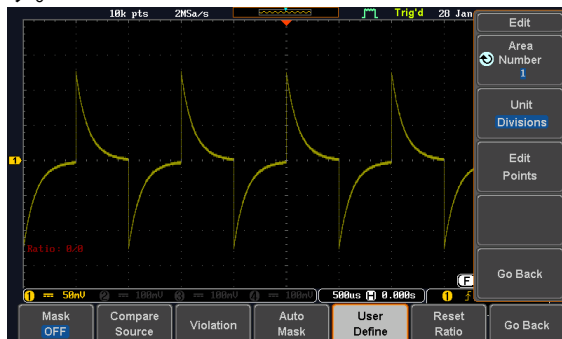 10k pts 2MSa/s Trig'd 28 Jan
Edit
Area
Number
1
Unit
Divisions
Edit
Points
Go Back
1
Ratio: 0/0
F
1 50mV 2 100mV 3 100mV 4 100mV 500us H 0.000s 1
Mask
OFF
Compare
Source
Violation
Auto
Mask
User
Define
Reset
Ratio
Go Back